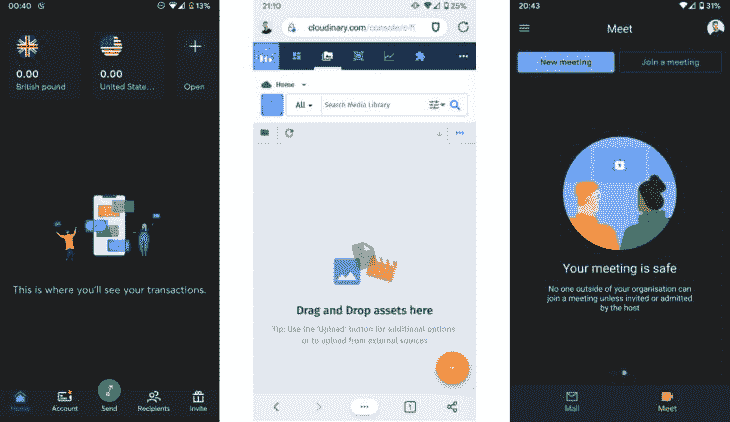 00:40
13%
0.00
British pound
0.00
United State...
Open
This is where you'll see your transactions.
Home
Account
Send
Recipients
Invite
21:10
25%
cloudinary.com/console/c-ff
Home
All
Search Media Library
Drag and Drop assets here
Tip: Use the 'Upload' button for additional options
or to upload from external sources
1
20:43
31%
Meet
New meeting
Join a meeting
Your meeting is safe
No one outside of your organisation can
join a meeting unless invited or admitted
by the host
Mail
Meet